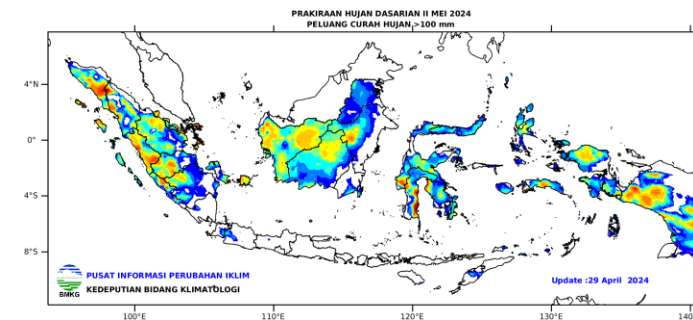 PRAKIRAAN HUJAN DASARIAN II MEI 2024
PELUANG CURAH HUJAN >100 mm
4°N
0°
4°S
8°S
PUSAT INFORMASI PERUBAHAN IKLIM
KEDEPUTIAN BIDANG KLIMATOLOGI
BMKG
Update :29 April 2024
100°E
110°E
120°E
130°E